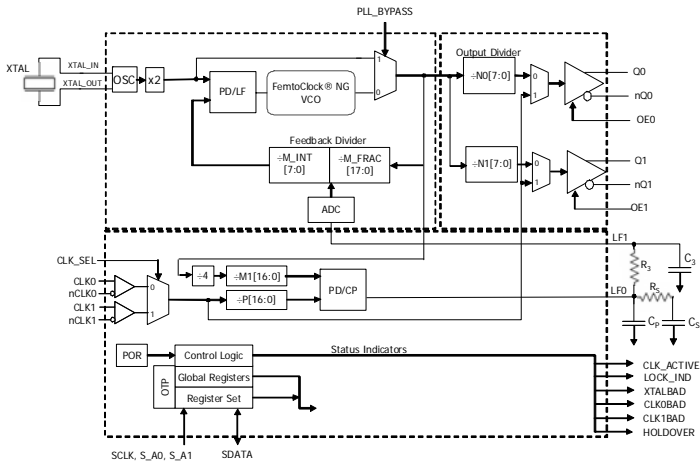 PLL_BYPASS
XTAL
XTAL_IN
XTAL_OUT
OSC
x2
PD/LF
FemtoClock® NG
VCO
1
0
Output Divider
÷N0[7:0]
0
1
Q0
nQ0
OE0
Feedback Divider
÷M_INT
[7:0]
÷M_FRAC
[17:0]
÷N1[7:0]
0
1
Q1
nQ1
OE1
ADC
LF1
CLK_SEL
CLK0
nCLK0
CLK1
nCLK1
0
1
÷4
÷M1[16:0]
÷P[16:0]
PD/CP
LF0
R3
C3
RS
CP
CS
POR
Control Logic
OTP
Global Registers
Register Set
Status Indicators
CLK_ACTIVE
LOCK_IND
XTALBAD
CLK0BAD
CLK1BAD
HOLDOVER
SCLK, S_A0, S_A1
SDATA